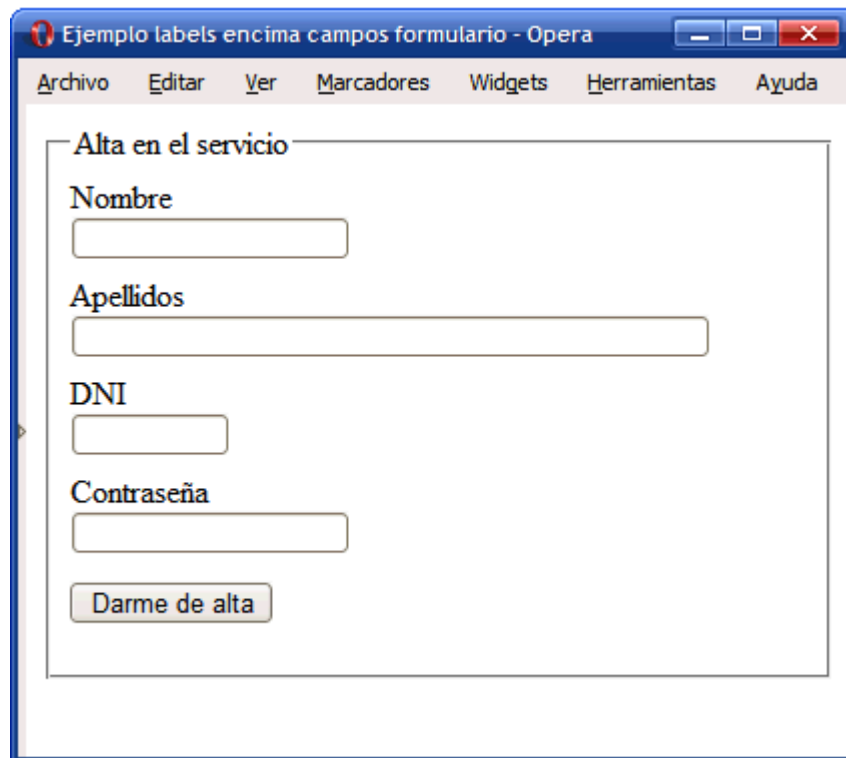 Ejemplo labels encima campos formulario - Opera
Archivo Editar Ver Marcadores Widgets Herramientas Ayuda
Alta en el servicio
Nombre
Apellidos
DNI
Contraseña
Darme de alta